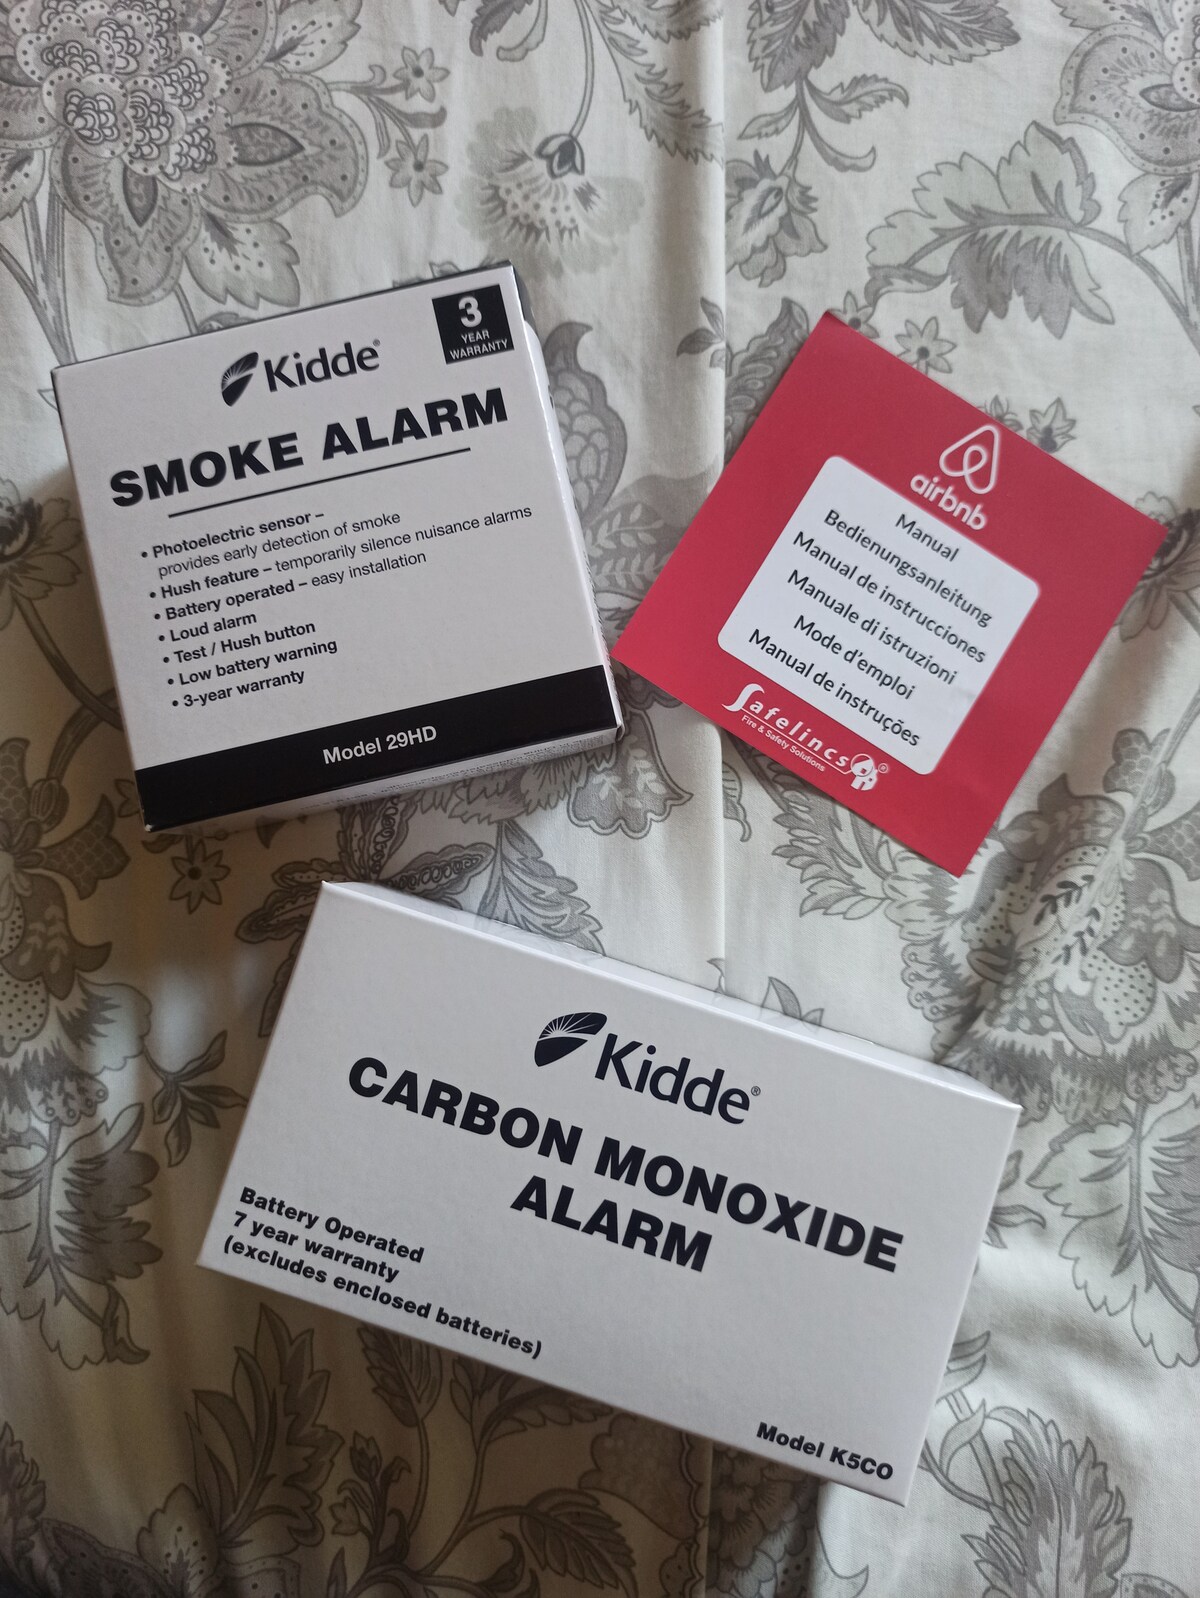 Kidde®
3
YEAR
WARRANTY
SMOKE ALARM
• Photoelectric sensor –
provides early detection of smoke
• Hush feature – temporarily silence nuisance alarms
• Battery operated – easy installation
• Loud alarm
• Test / Hush button
• Low battery warning
• 3-year warranty
Model 29HD
airbnb
Manual
Bedienungsanleitung
Manual de instrucciones
Manuale di istruzioni
Mode d'emploi
Manual de instruções
Safelincs®
Fire & Safety Solutions
Kidde®
CARBON MONOXIDE
ALARM
Battery Operated
7 year warranty
(excludes enclosed batteries)
Model K5CO